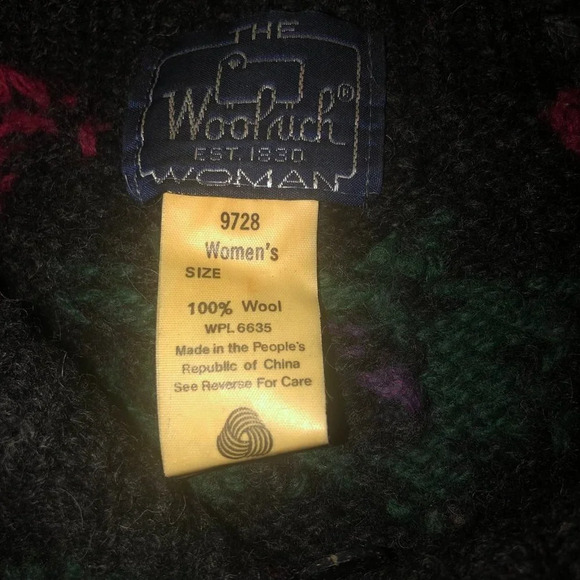 THE
Woolrich®
EST. 1830
WOMAN
9728
Women's
SIZE
100% Wool
WPL 6635
Made in the People's
Republic of China
See Reverse For Care